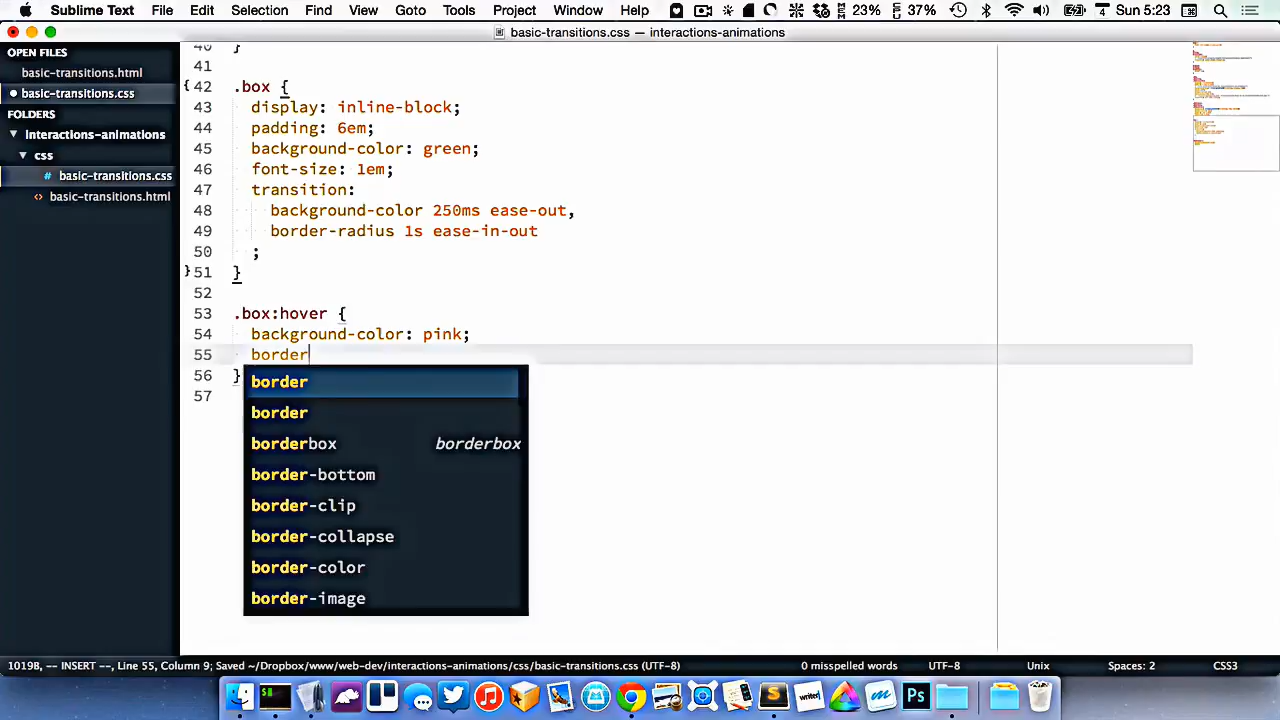 Sublime Text File Edit Selection Find View Goto Tools Project Window Help 23% 37% 4 Sun 5:23
basic-transitions.css — interactions-animations
OPEN FILES
basic-transitions.html
basic-transitions.css
FOLDERS
interactions-animations
css
# basic-transitions.css
<> basic-transitions.html
40 }
41
{ 42 .box {
43 display: inline-block;
44 padding: 6em;
45 background-color: green;
46 font-size: 1em;
47 transition:
48 background-color 250ms ease-out,
49 border-radius 1s ease-in-out
50 ;
} 51 }
52
53 .box:hover {
54 background-color: pink;
55 border
56 }
57
border
border
borderbox borderbox
border-bottom
border-clip
border-collapse
border-color
border-image
1019B, -- INSERT --, Line 55, Column 9; Saved ~/Dropbox/www/web-dev/interactions-animations/css/basic-transitions.css (UTF-8) 0 misspelled words UTF-8 Unix Spaces: 2 CSS3
writer Ps